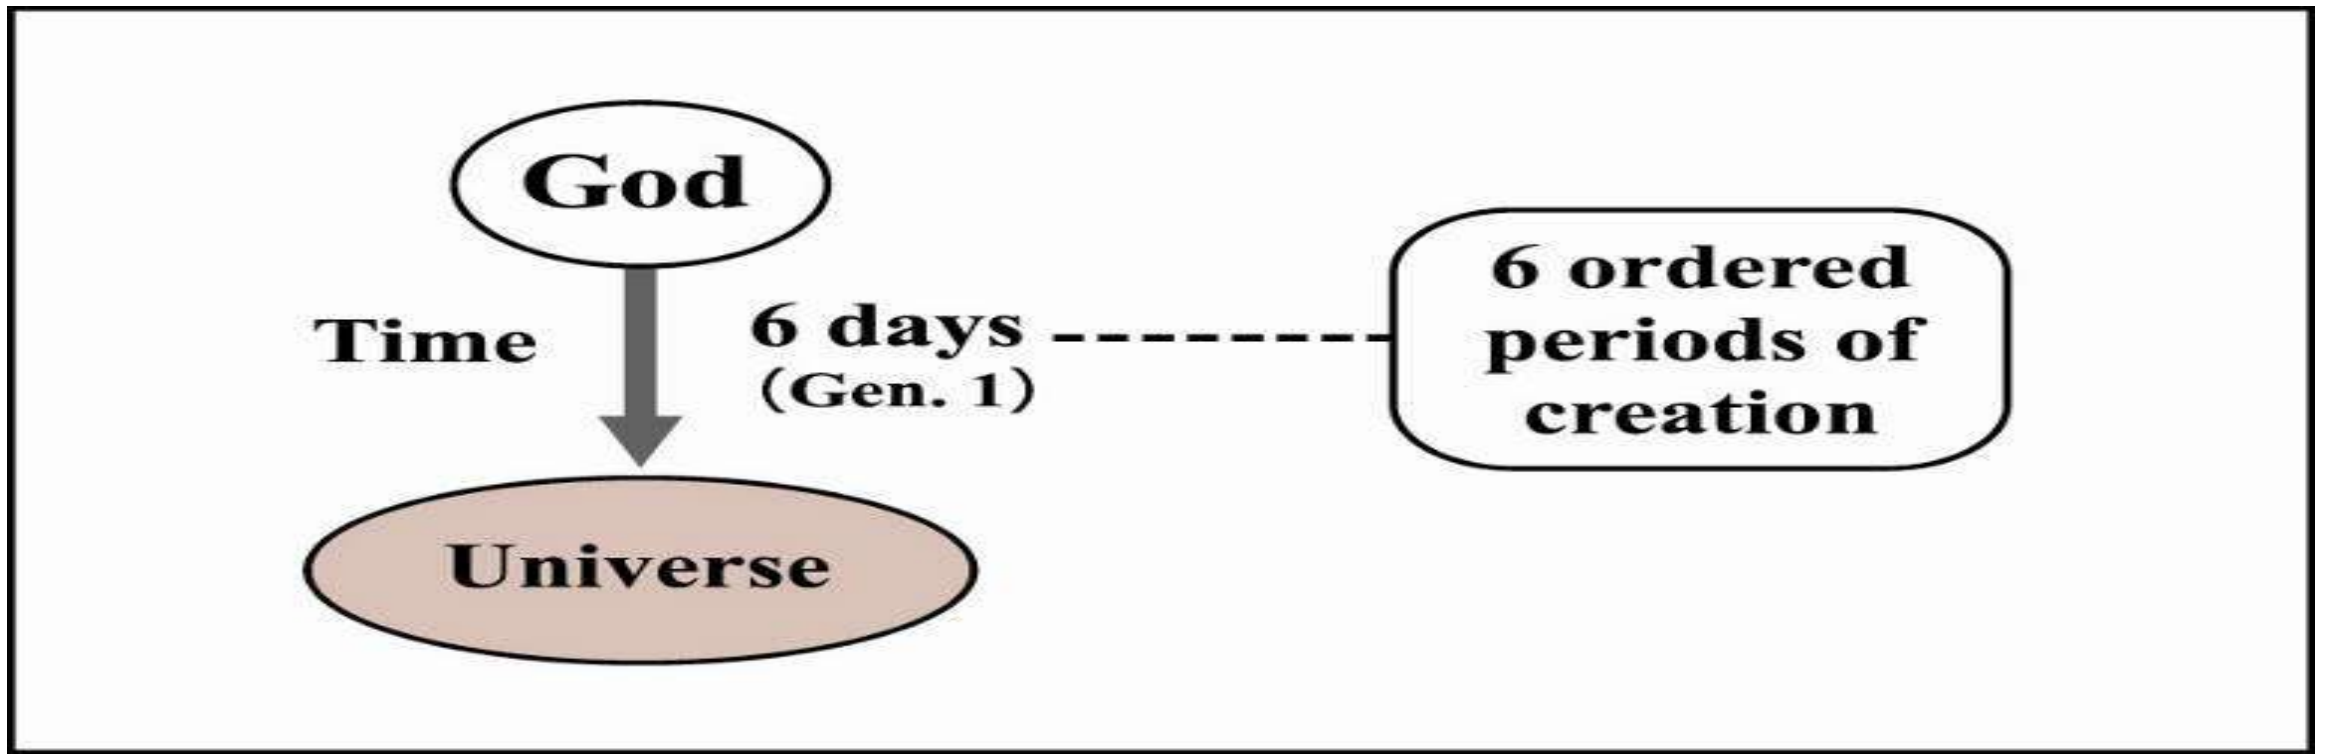 God
Time
6 days
(Gen. 1)
6 ordered
periods of
creation
Universe